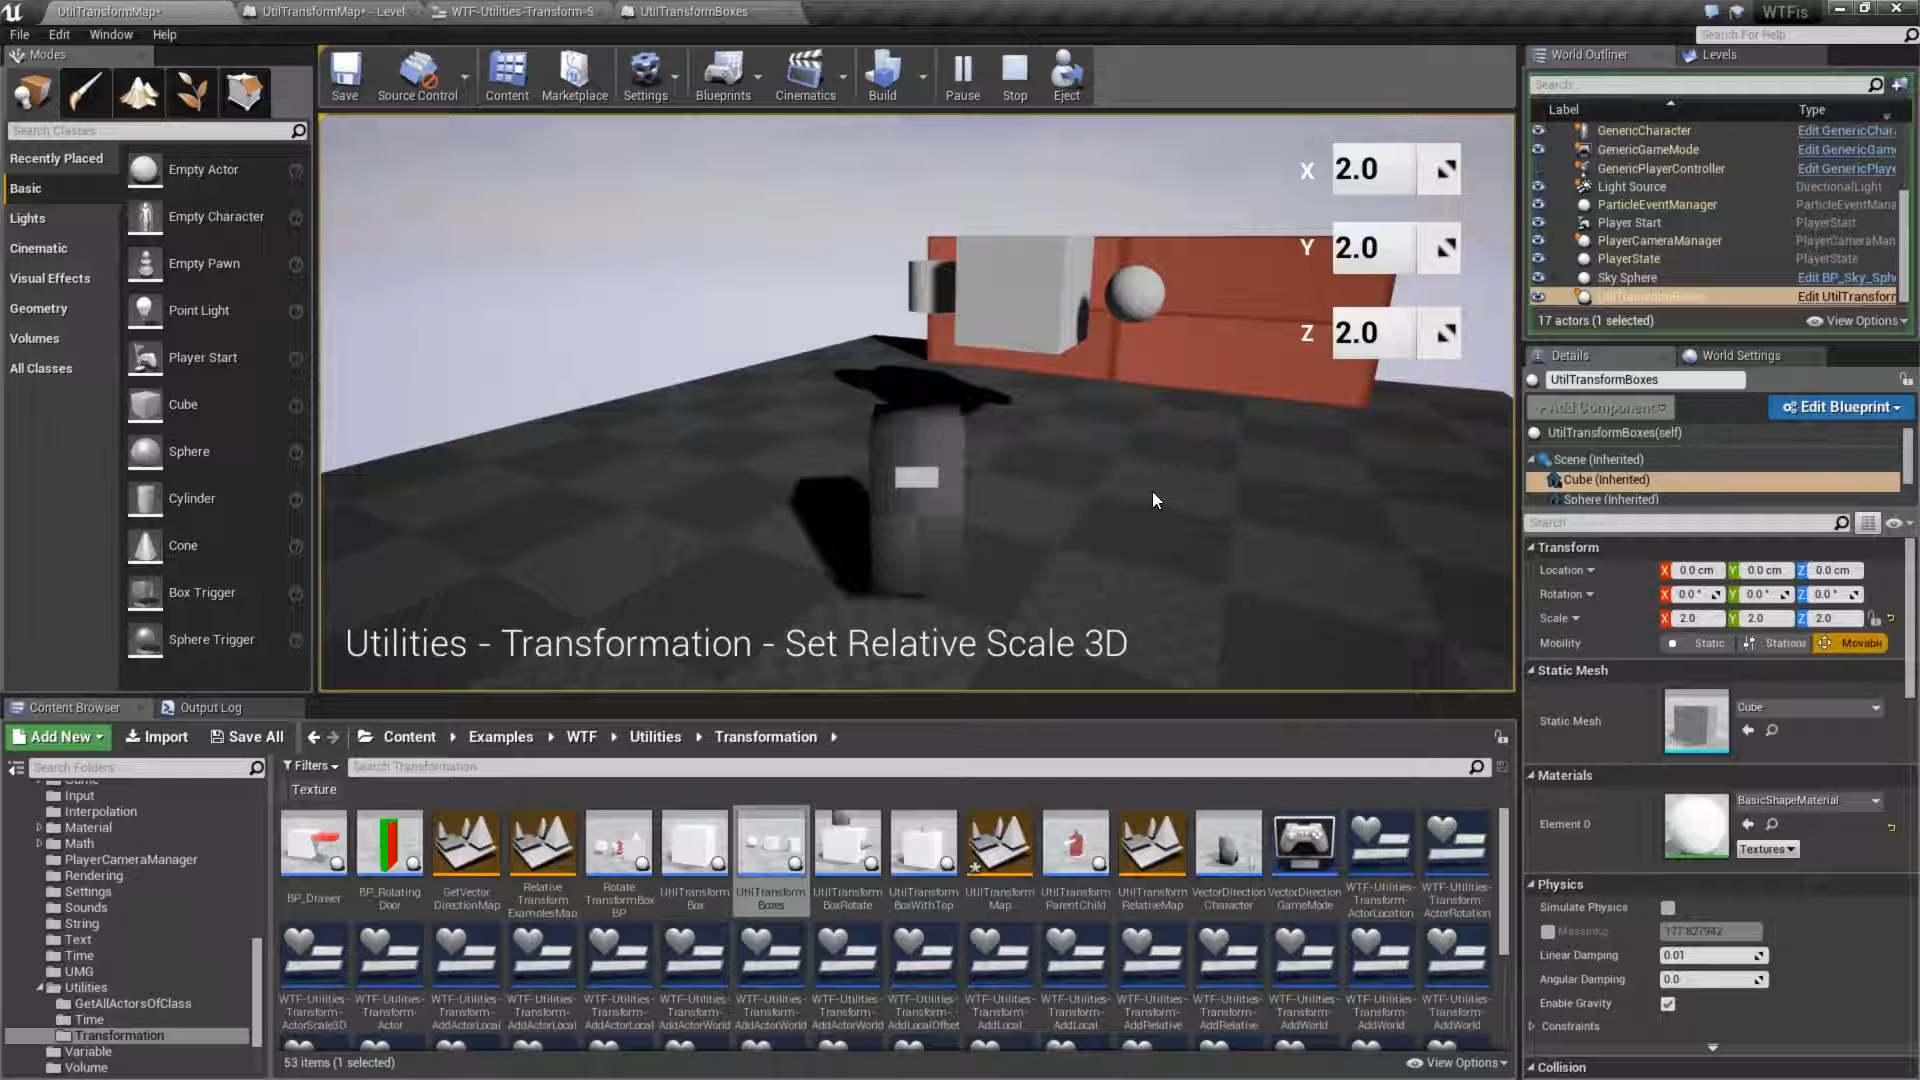 UtilTransformMap*
UtilTransformMap* - Level
WTF-Utilities-Transform-S
UtilTransformBoxes
WTFis
File
Edit
Window
Help
Search For Help
Modes
Search Classes
Recently Placed
Basic
Lights
Cinematic
Visual Effects
Geometry
Volumes
All Classes
Empty Actor
Empty Character
Empty Pawn
Point Light
Player Start
Cube
Sphere
Cylinder
Cone
Box Trigger
Sphere Trigger
Save
Source Control
Content
Marketplace
Settings
Blueprints
Cinematics
Build
Pause
Stop
Eject
X 2.0
Y 2.0
Z 2.0
Utilities - Transformation - Set Relative Scale 3D
World Outliner
Levels
Search...
Label
Type
GenericCharacter Edit GenericChar
GenericGameMode Edit GenericGam
GenericPlayerController Edit GenericPlaye
Light Source DirectionalLight
ParticleEventManager ParticleEventMana
Player Start PlayerStart
PlayerCameraManager PlayerCameraMan
PlayerState PlayerState
Sky Sphere Edit BP_Sky_Sph
UtilTransformBoxes Edit UtilTransform
17 actors (1 selected)
View Options
Details
World Settings
UtilTransformBoxes
+ Add Component
Edit Blueprint
UtilTransformBoxes(self)
Scene (Inherited)
Cube (Inherited)
Sphere (Inherited)
Search
Transform
Location X 0.0 cm Y 0.0 cm Z 0.0 cm
Rotation X 0.0 ° Y 0.0 ° Z 0.0 °
Scale X 2.0 Y 2.0 Z 2.0
Mobility Static Stationa Movabl
Static Mesh
Static Mesh
Cube
Materials
Element 0
BasicShapeMaterial
Textures
Physics
Simulate Physics
MassInKg 177.827942
Linear Damping 0.01
Angular Damping 0.0
Enable Gravity
Constraints
Collision
Content Browser
Output Log
Add New
Import
Save All
Content
Examples
WTF
Utilities
Transformation
Search Folders
Filters
Search Transformation
Texture
Game
Input
Interpolation
Material
Math
PlayerCameraManager
Rendering
Settings
Sounds
String
Text
Time
UMG
Utilities
GetAllActorsOfClass
Time
Transformation
Variable
Volume
BP_Drawer
BP_Rotating
Door
GetVector
DirectionMap
Relative
Transform
ExamplesMap
Rotate
TransformBox
BP
UtilTransform
Box
UtilTransform
Boxes
UtilTransform
BoxRotate
UtilTransform
BoxWithTop
UtilTransform
Map
UtilTransform
ParentChild
UtilTransform
RelativeMap
VectorDirection
Character
VectorDirection
GameMode
WTF-Utilities-
Transform-
ActorLocation
WTF-Utilities-
Transform-
ActorRotation
WTF-Utilities-
Transform-
ActorScale3D
WTF-Utilities-
Transform-
Actor
WTF-Utilities-
Transform-
AddActorLocal
WTF-Utilities-
Transform-
AddActorLocal
WTF-Utilities-
Transform-
AddActorLocal
WTF-Utilities-
Transform-
AddActorWorld
WTF-Utilities-
Transform-
AddActorWorld
WTF-Utilities-
Transform-
AddActorWorld
WTF-Utilities-
Transform-
AddLocalOffset
WTF-Utilities-
Transform-
AddLocal
WTF-Utilities-
Transform-
AddLocal
WTF-Utilities-
Transform-
AddRelative
WTF-Utilities-
Transform-
AddRelative
WTF-Utilities-
Transform-
AddWorld
WTF-Utilities-
Transform-
AddWorld
WTF-Utilities-
Transform-
AddWorld
53 items (1 selected)
View Options